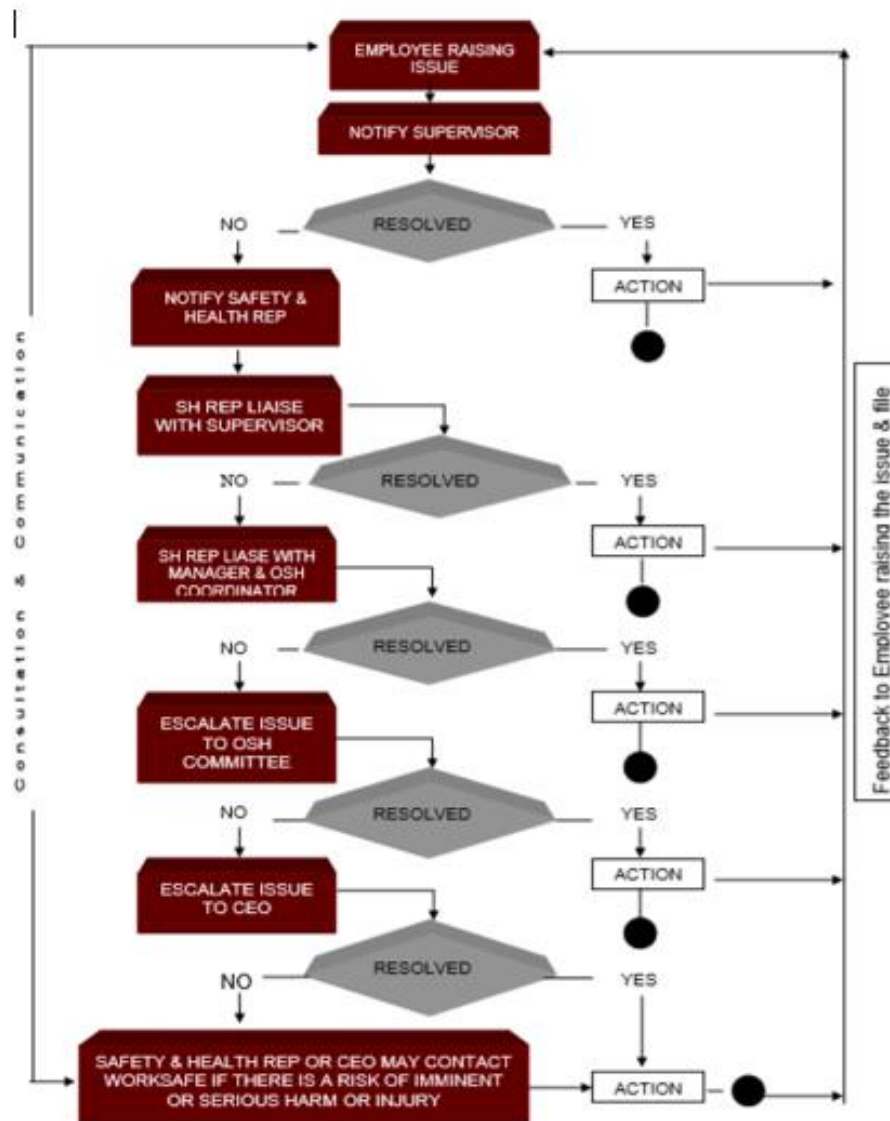 EMPLOYEE RAISING
ISSUE
NOTIFY SUPERVISOR
RESOLVED
NO
YES
NOTIFY SAFETY &
HEALTH REP
ACTION
SH REP LIAISE
WITH SUPERVISOR
RESOLVED
NO
YES
SH REP LIASE WITH
MANAGER & OSH
COORDINATOR
ACTION
RESOLVED
NO
YES
ESCALATE ISSUE
TO OSH
COMMITTEE
ACTION
RESOLVED
NO
YES
ESCALATE ISSUE
TO CEO
ACTION
RESOLVED
NO
YES
SAFETY & HEALTH REP OR CEO MAY CONTACT
WORKSAFE IF THERE IS A RISK OF IMMINENT
OR SERIOUS HARM OR INJURY
ACTION
Consultation & Communication
Feedback to Employee raising the issue & file